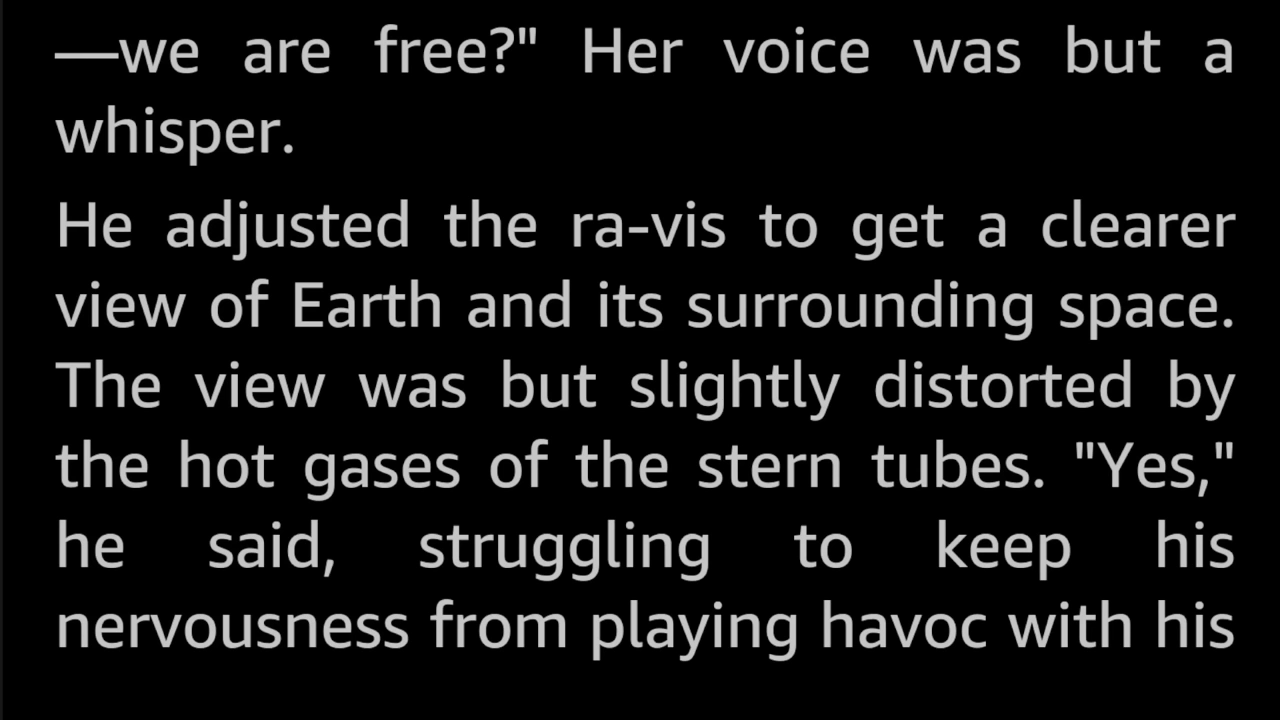 —we are free?" Her voice was but a
whisper.
He adjusted the ra-vis to get a clearer
view of Earth and its surrounding space.
The view was but slightly distorted by
the hot gases of the stern tubes. "Yes,"
he said, struggling to keep his
nervousness from playing havoc with his